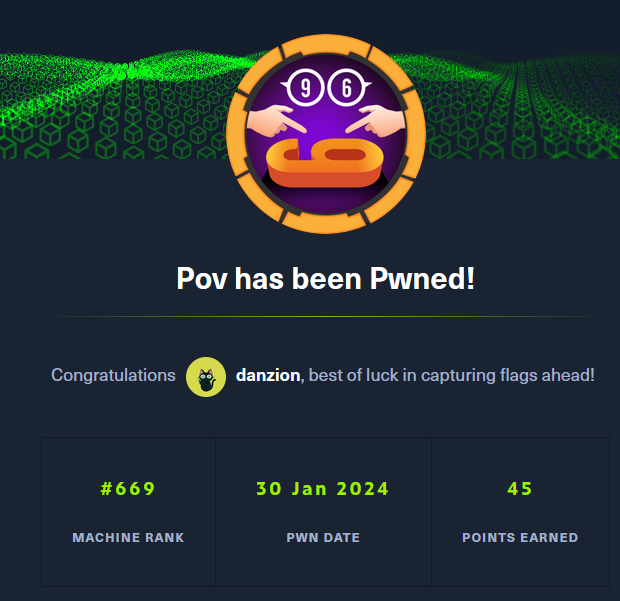 9 6
Pov has been Pwned!
Congratulations danzion, best of luck in capturing flags ahead!
#669 30 Jan 2024 45
MACHINE RANK PWN DATE POINTS EARNED